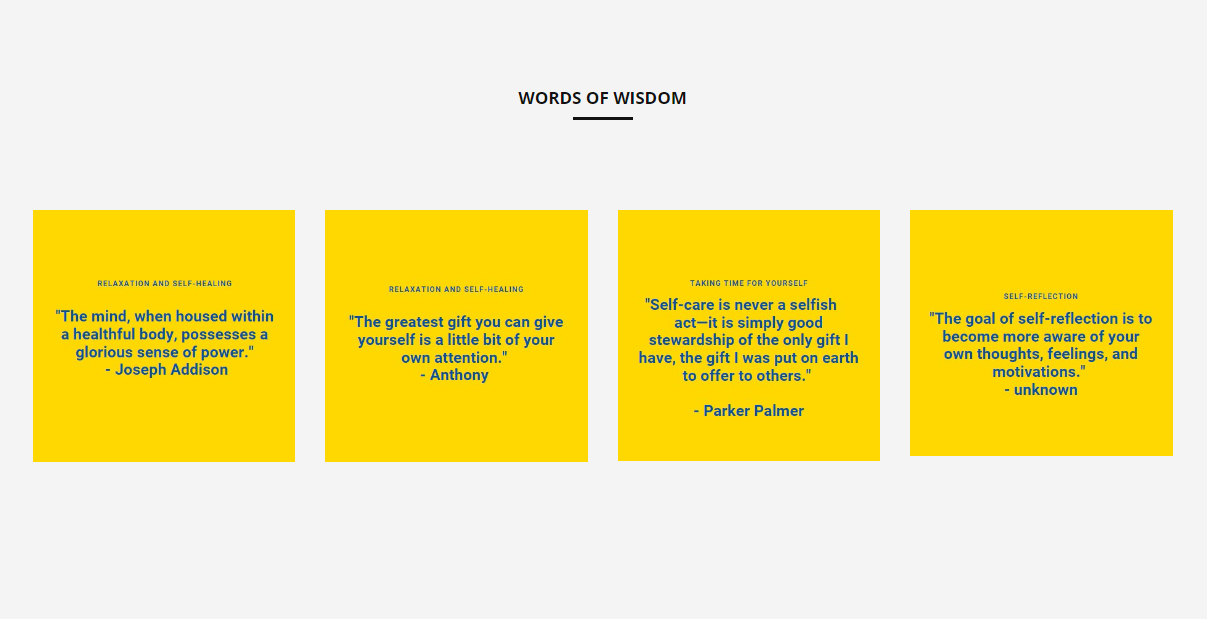 WORDS OF WISDOM
RELAXATION AND SELF-HEALING
"The mind, when housed within
a healthful body, possesses a
glorious sense of power."
- Joseph Addison
RELAXATION AND SELF-HEALING
"The greatest gift you can give
yourself is a little bit of your
own attention."
- Anthony
TAKING TIME FOR YOURSELF
"Self-care is never a selfish
act—it is simply good
stewardship of the only gift I
have, the gift I was put on earth
to offer to others."
- Parker Palmer
SELF-REFLECTION
"The goal of self-reflection is to
become more aware of your
own thoughts, feelings, and
motivations."
- unknown